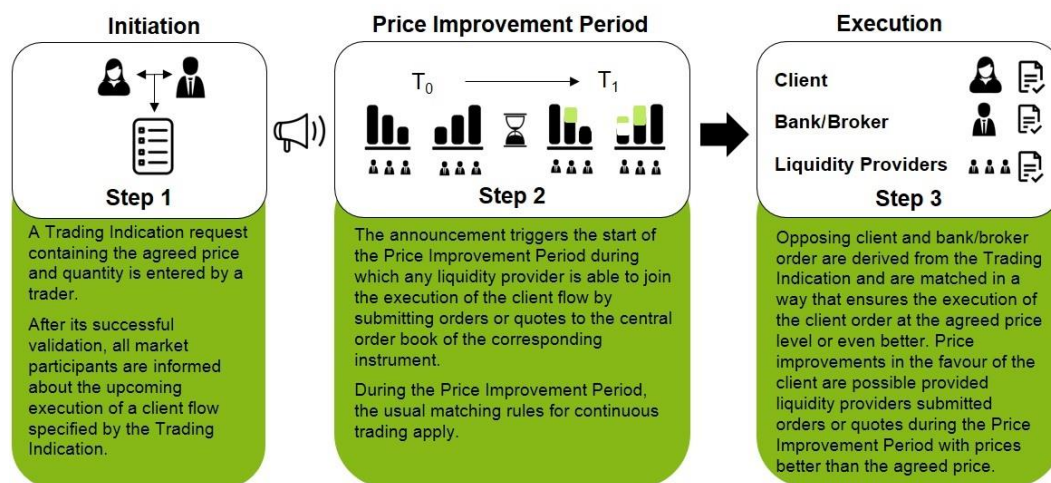 Initiation
T₀
T₁
Step 1
A Trading Indication request
containing the agreed price
and quantity is entered by a
trader.
After its successful
validation, all market
participants are informed
about the upcoming
execution of a client flow
specified by the Trading
Indication.
Price Improvement Period
Step 2
The announcement triggers the start of
the Price Improvement Period during
which any liquidity provider is able to join
the execution of the client flow by
submitting orders or quotes to the central
order book of the corresponding
instrument.
During the Price Improvement Period,
the usual matching rules for continuous
trading apply.
Execution
Client
Bank/Broker
Liquidity Providers
Step 3
Opposing client and bank/broker
order are derived from the Trading
Indication and are matched in a
way that ensures the execution of
the client order at the agreed price
level or even better. Price
improvements in the favour of the
client are possible provided
liquidity providers submitted
orders or quotes during the Price
Improvement Period with prices
better than the agreed price.